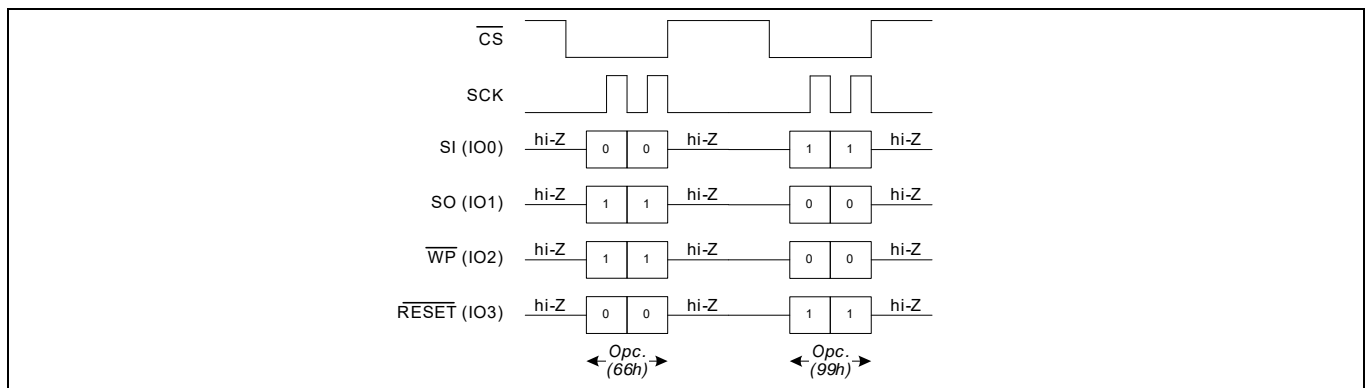 CS
SCK
SI (IO0) hi-Z 0 0 hi-Z 1 1 hi-Z
SO (IO1) hi-Z 1 1 hi-Z 0 0 hi-Z
WP (IO2) hi-Z 1 1 hi-Z 0 0 hi-Z
RESET (IO3) hi-Z 0 0 hi-Z 1 1 hi-Z
Opc. Opc.
(66h) (99h)